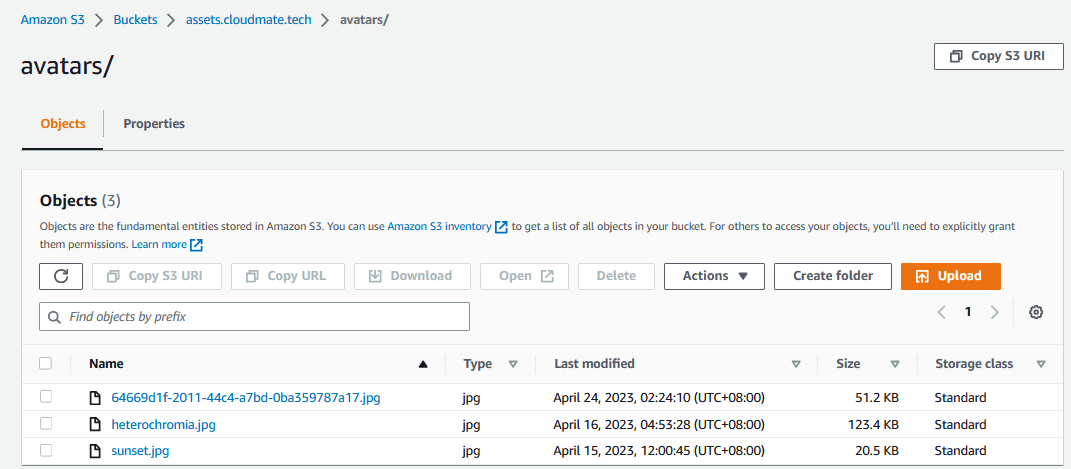 Amazon S3 > Buckets > assets.cloudmate.tech > avatars/
avatars/
Copy S3 URI
Objects Properties
Objects (3)
Objects are the fundamental entities stored in Amazon S3. You can use Amazon S3 inventory to get a list of all objects in your bucket. For others to access your objects, you'll need to explicitly grant
them permissions. Learn more
Copy S3 URI Copy URL Download Open Delete Actions Create folder Upload
Find objects by prefix
1
Name Type Last modified Size Storage class
64669d1f-2011-44c4-a7bd-0ba359787a17.jpg jpg April 24, 2023, 02:24:10 (UTC+08:00) 51.2 KB Standard
heterochromia.jpg jpg April 16, 2023, 04:53:28 (UTC+08:00) 123.4 KB Standard
sunset.jpg jpg April 15, 2023, 12:00:45 (UTC+08:00) 20.5 KB Standard